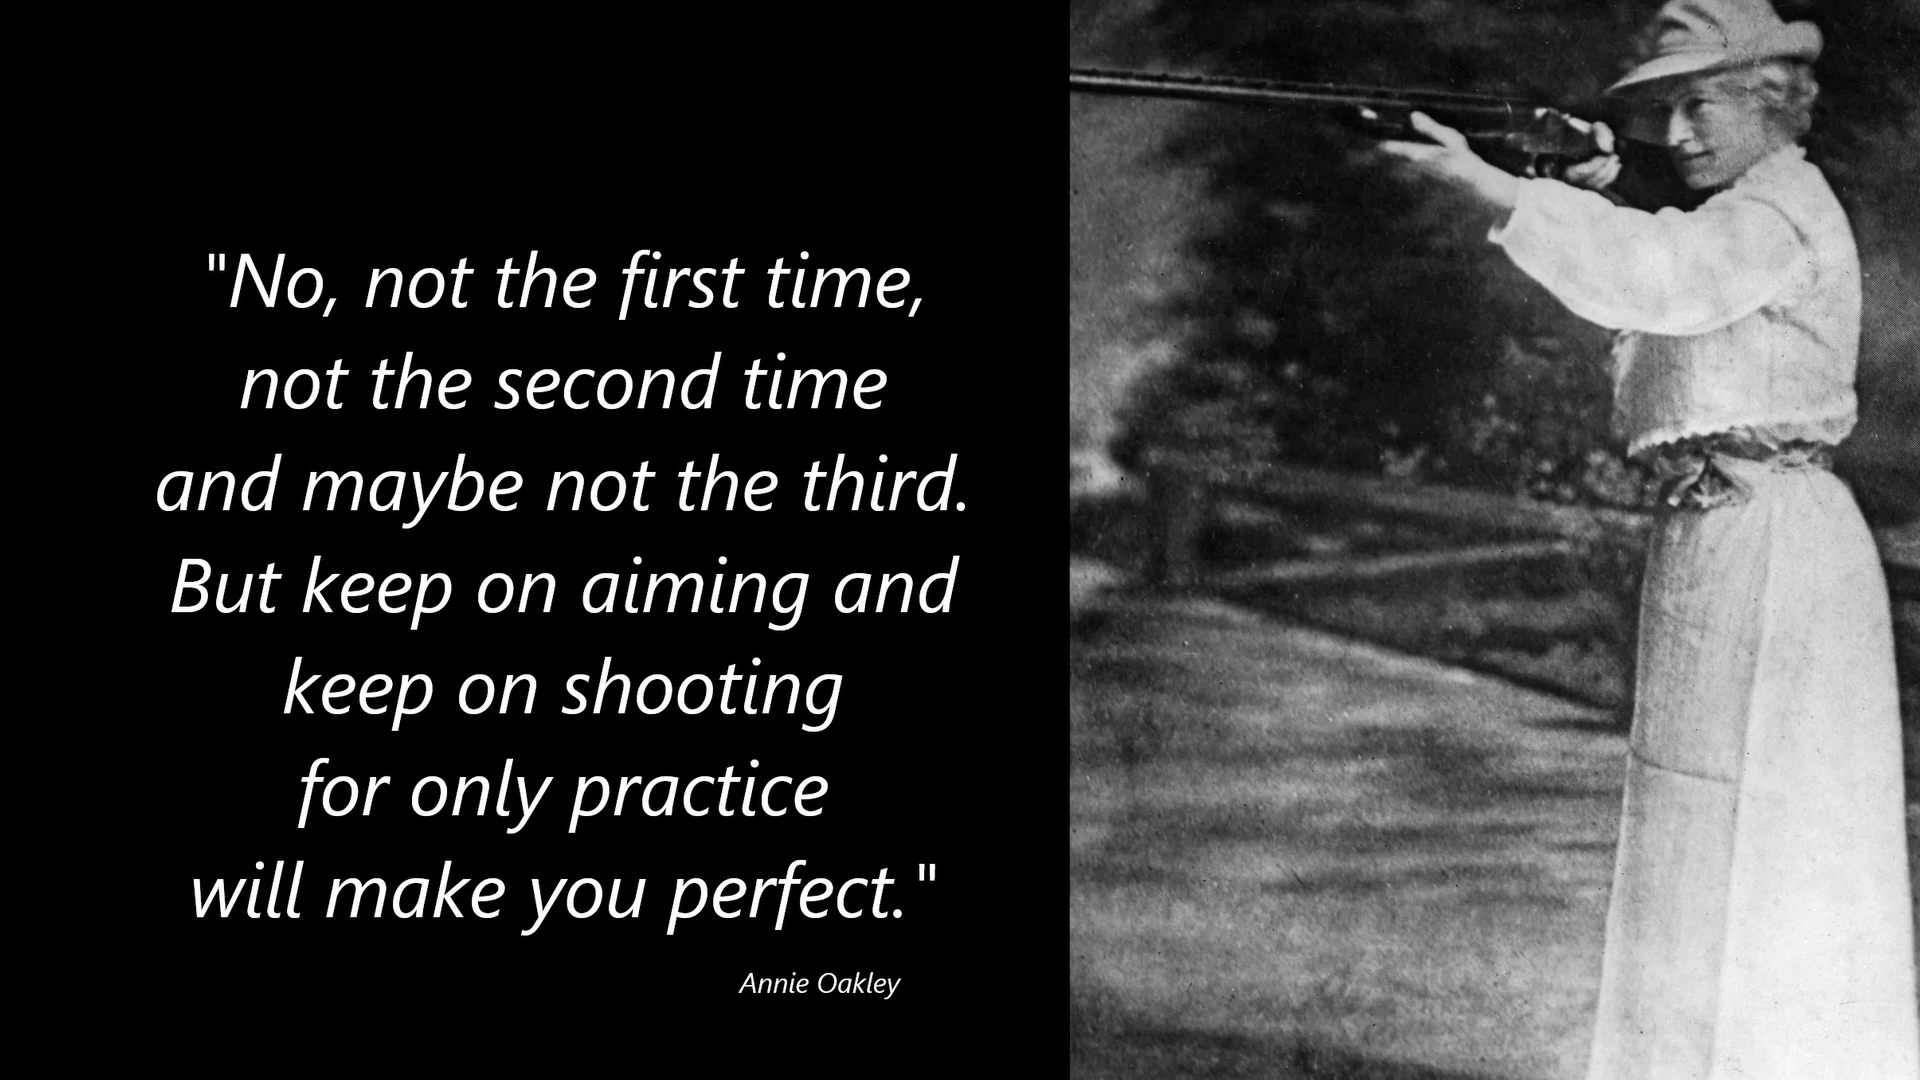 "No, not the first time,
not the second time
and maybe not the third.
But keep on aiming and
keep on shooting
for only practice
will make you perfect."
Annie Oakley